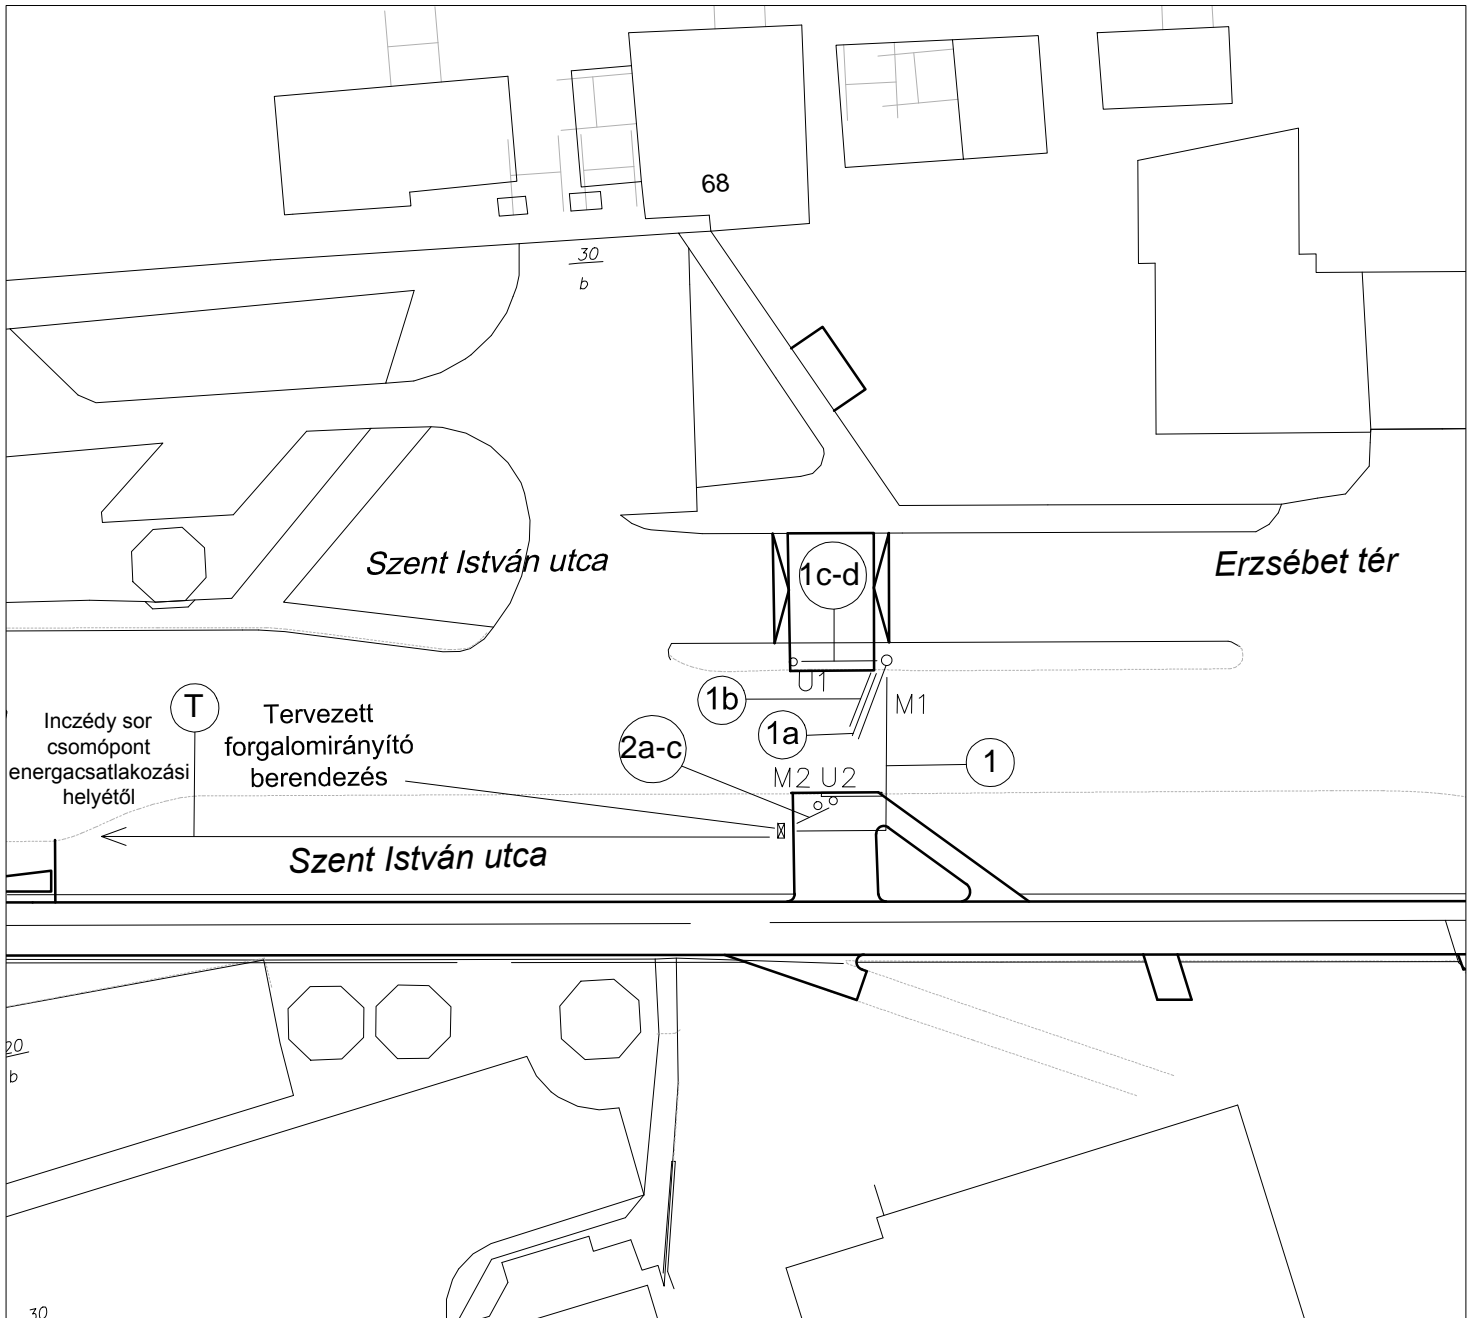 68
30
b
Szent István utca
1c-d
Erzsébet tér
U1
1b
M1
T
Inczédy sor
csomópont
energacsatlakozási
helyétől
Tervezett
forgalomirányító
berendezés
1a
2a-c
1
M2 U2
Szent István utca
20
b
30